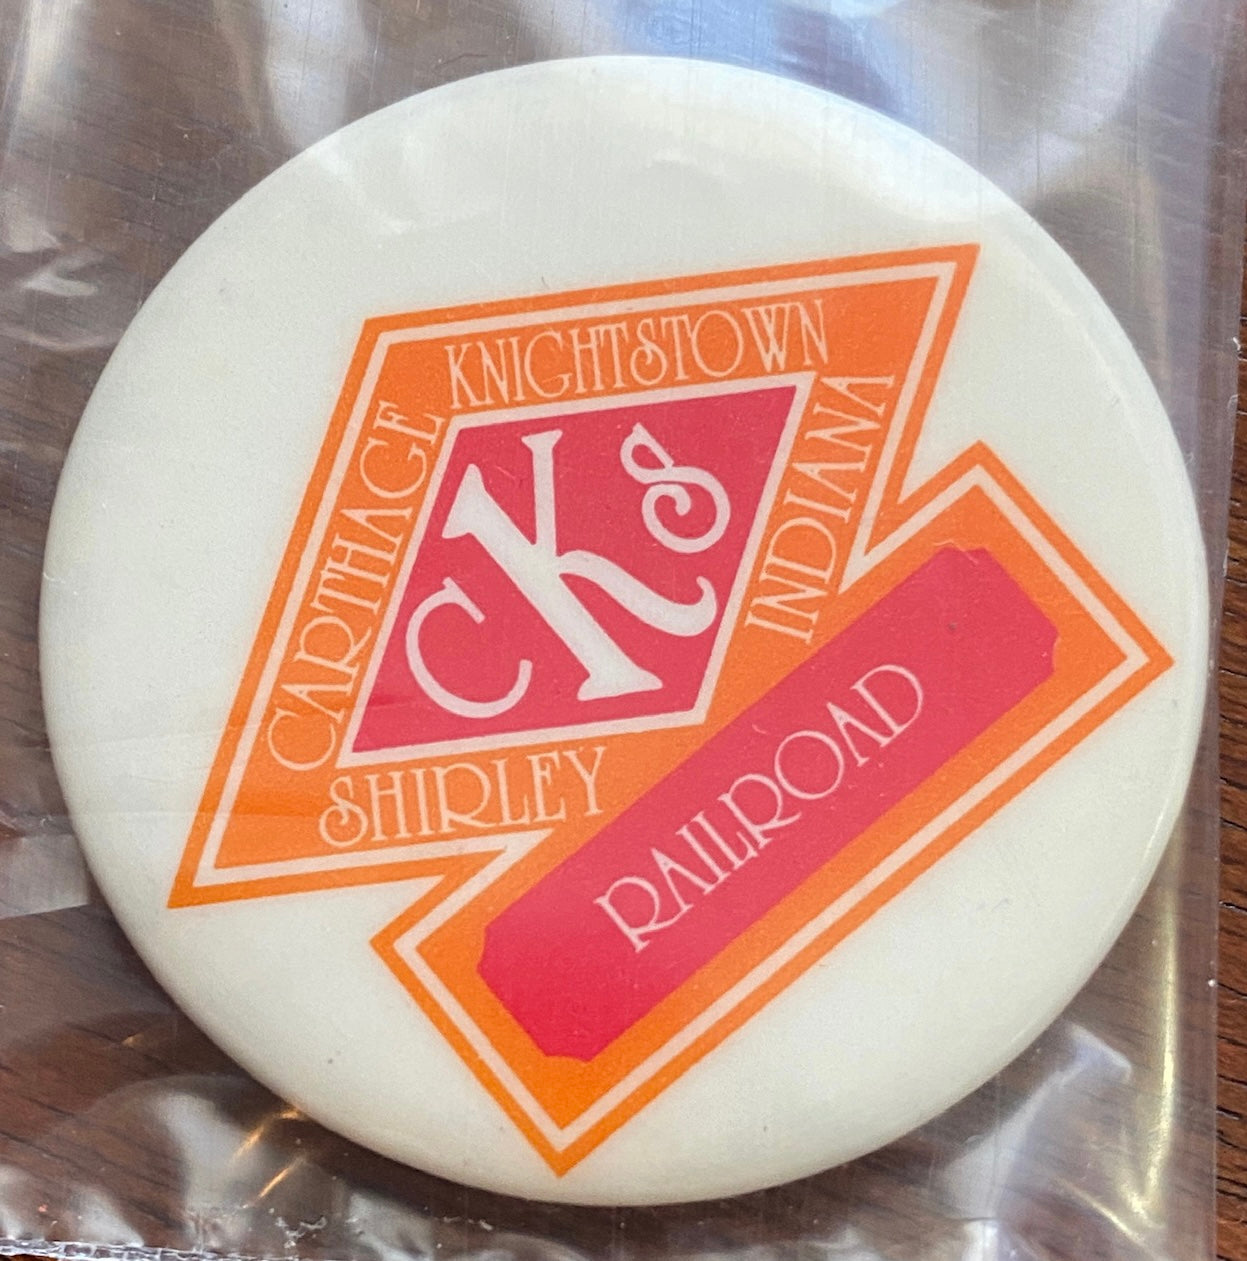 KNIGHTSTOWN
CARTHAGE
INDIANA
CKS
SHIRLEY
RAILROAD